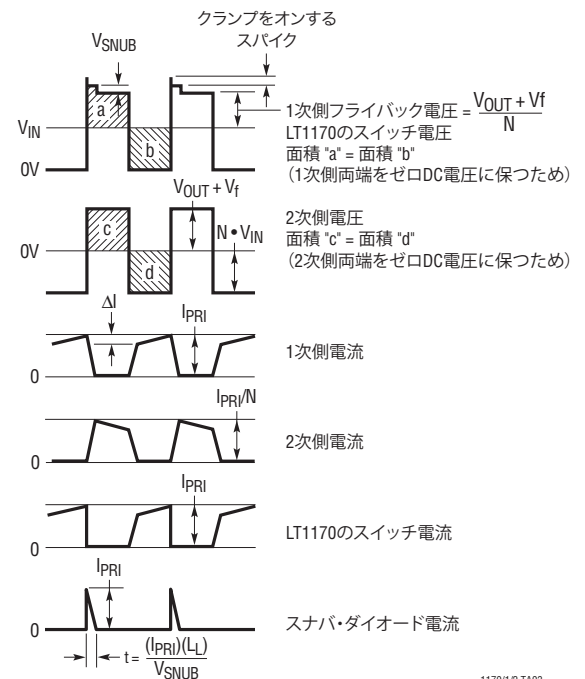 クランプをオンする
スパイク
VSNUB
a
1次側フライバック電圧 = VOUT + Vf
N
VIN
LT1170のスイッチ電圧
面積 "a" = 面積 "b"
b
0V
(1次側両端をゼロDC電圧に保つため)
VOUT + Vf
2次側電圧
c
N • VIN
面積 "c" = 面積 "d"
0V
(2次側両端をゼロDC電圧に保つため)
d
ΔI
IPRI
1次側電流
0
IPRI/N
2次側電流
0
IPRI
LT1170のスイッチ電流
0
IPRI
スナバ・ダイオード電流
0
t = (IPRI)(LL)
VSNUB